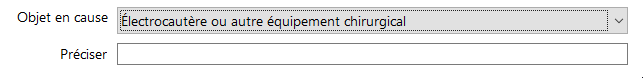 Objet en cause Électrocautère ou autre équipement chirurgical
Préciser